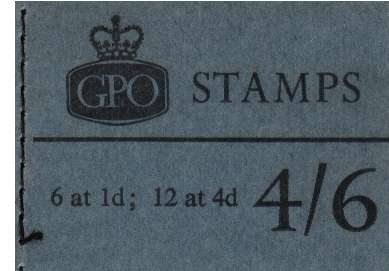 GPO STAMPS
6 at 1d; 12 at 4d 4/6